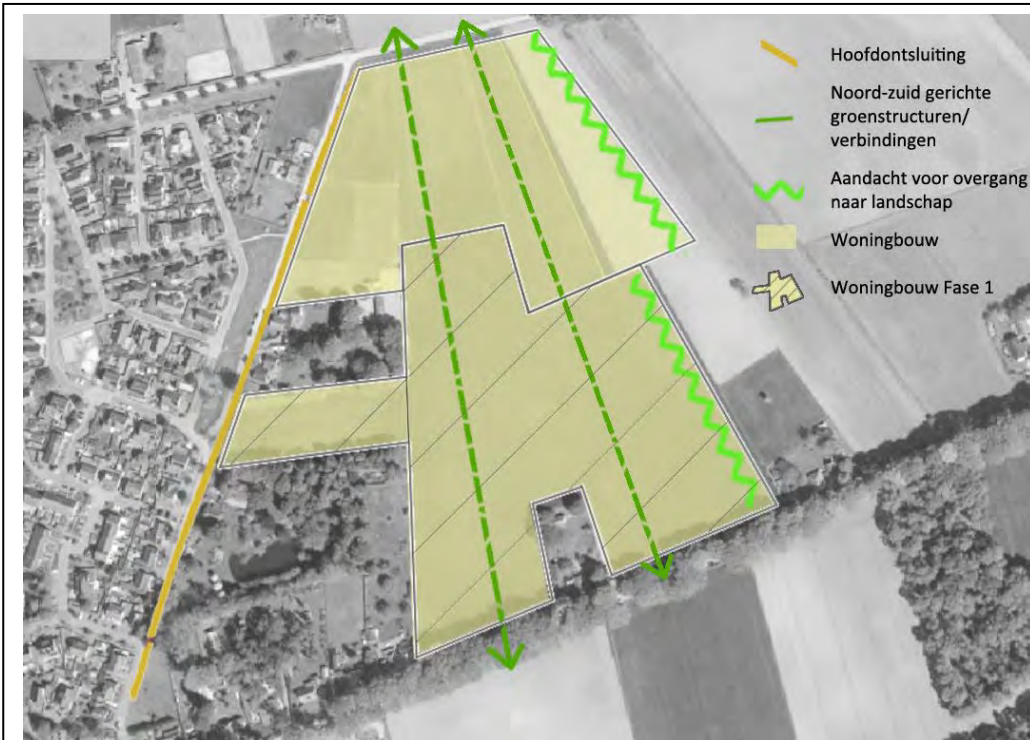 Hoofdontsluiting
Noord-zuid gerichte
groenstructuren/
verbindingen
Aandacht voor overgang
naar landschap
Woningbouw
Woningbouw Fase 1